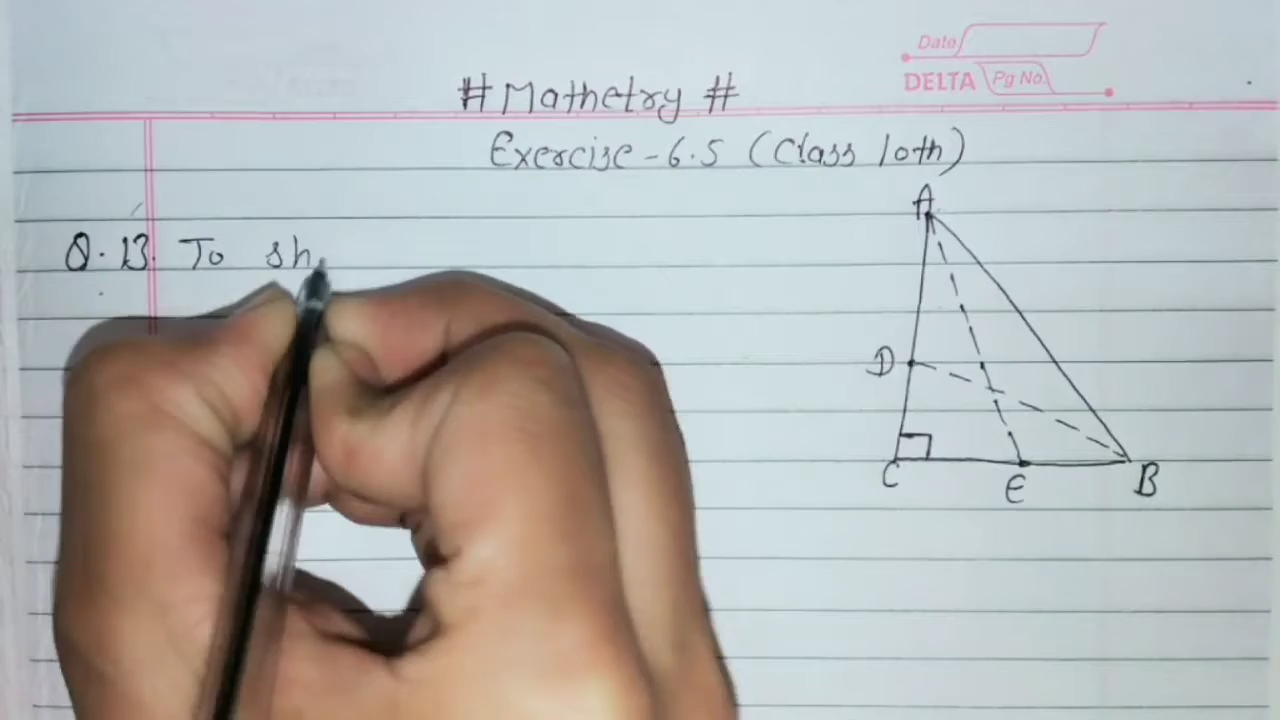 Date
DELTA Pg No.
# Mathetry #
Exercise - 6.5 (Class 10th)
Q.13. To sh
A
D
C E B